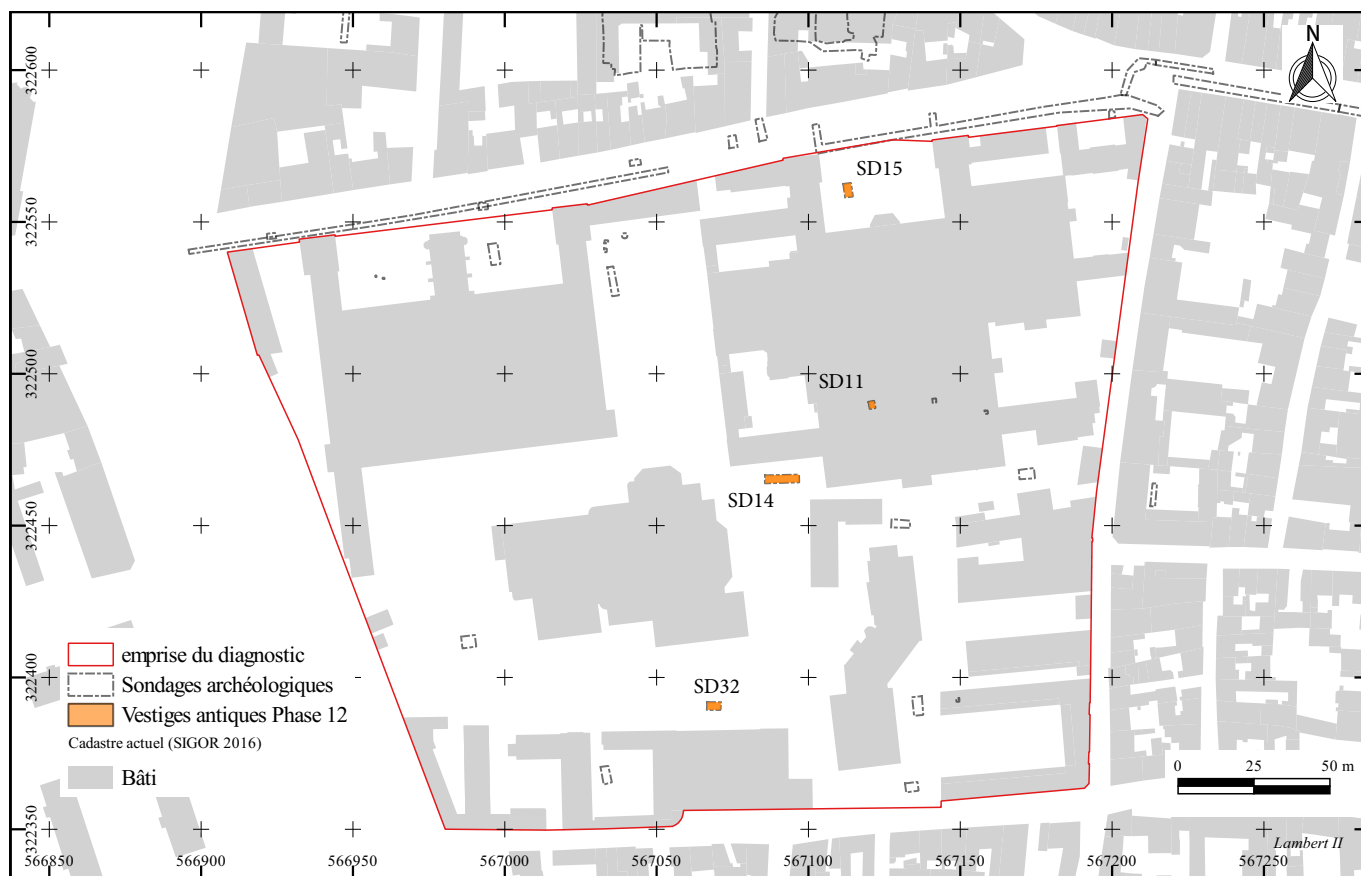 N
322600
322550
322500
322450
322400
322350
SD15
SD11
SD14
SD32
emprise du diagnostic
Sondages archéologiques
Vestiges antiques Phase 12
Cadastre actuel (SIGOR 2016)
Bâti
0 25 50 m
Lambert II
566850 566900 566950 567000 567050 567100 567150 567200 567250